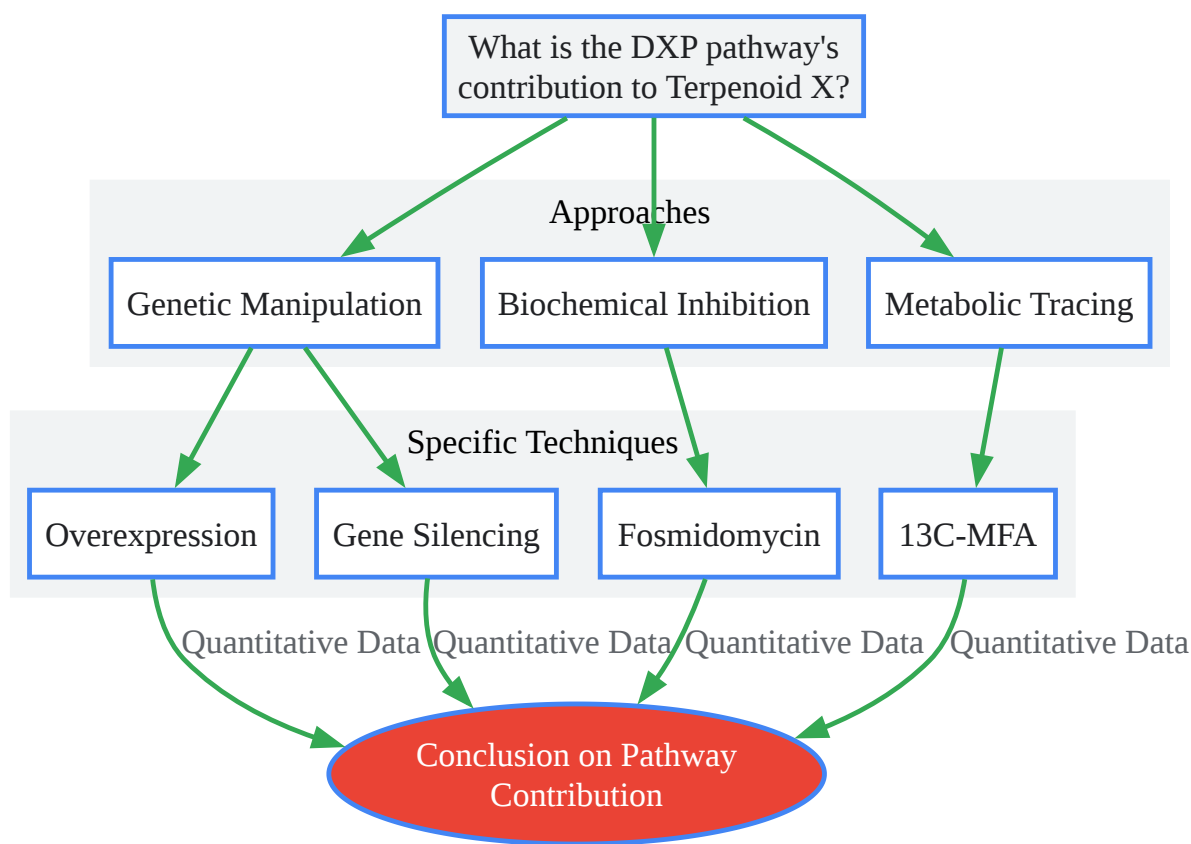 What is the DXP pathway's
contribution to Terpenoid X?
Approaches
Genetic Manipulation
Biochemical Inhibition
Metabolic Tracing
Specific Techniques
Overexpression
Gene Silencing
Fosmidomycin
13C-MFA
Quantitative Data
Quantitative Data
Quantitative Data
Quantitative Data
Conclusion on Pathway
Contribution